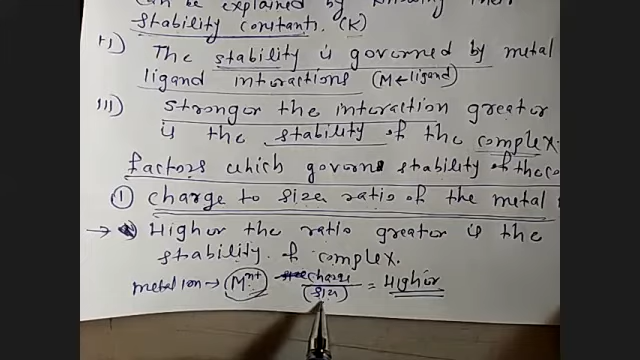 can be explained by knowing their
stability constant. (K)
ii) The stability is governed by metal
ligand interactions (M←ligand)
iii) stronger the interaction greater
is the stability of the complex.
factors which governs stability of the co
① charge to size ratio of the metal
→ Higher the ratio greater is the
stability of complex.
metal ion → (Mⁿ⁺) charge/(size) = Higher